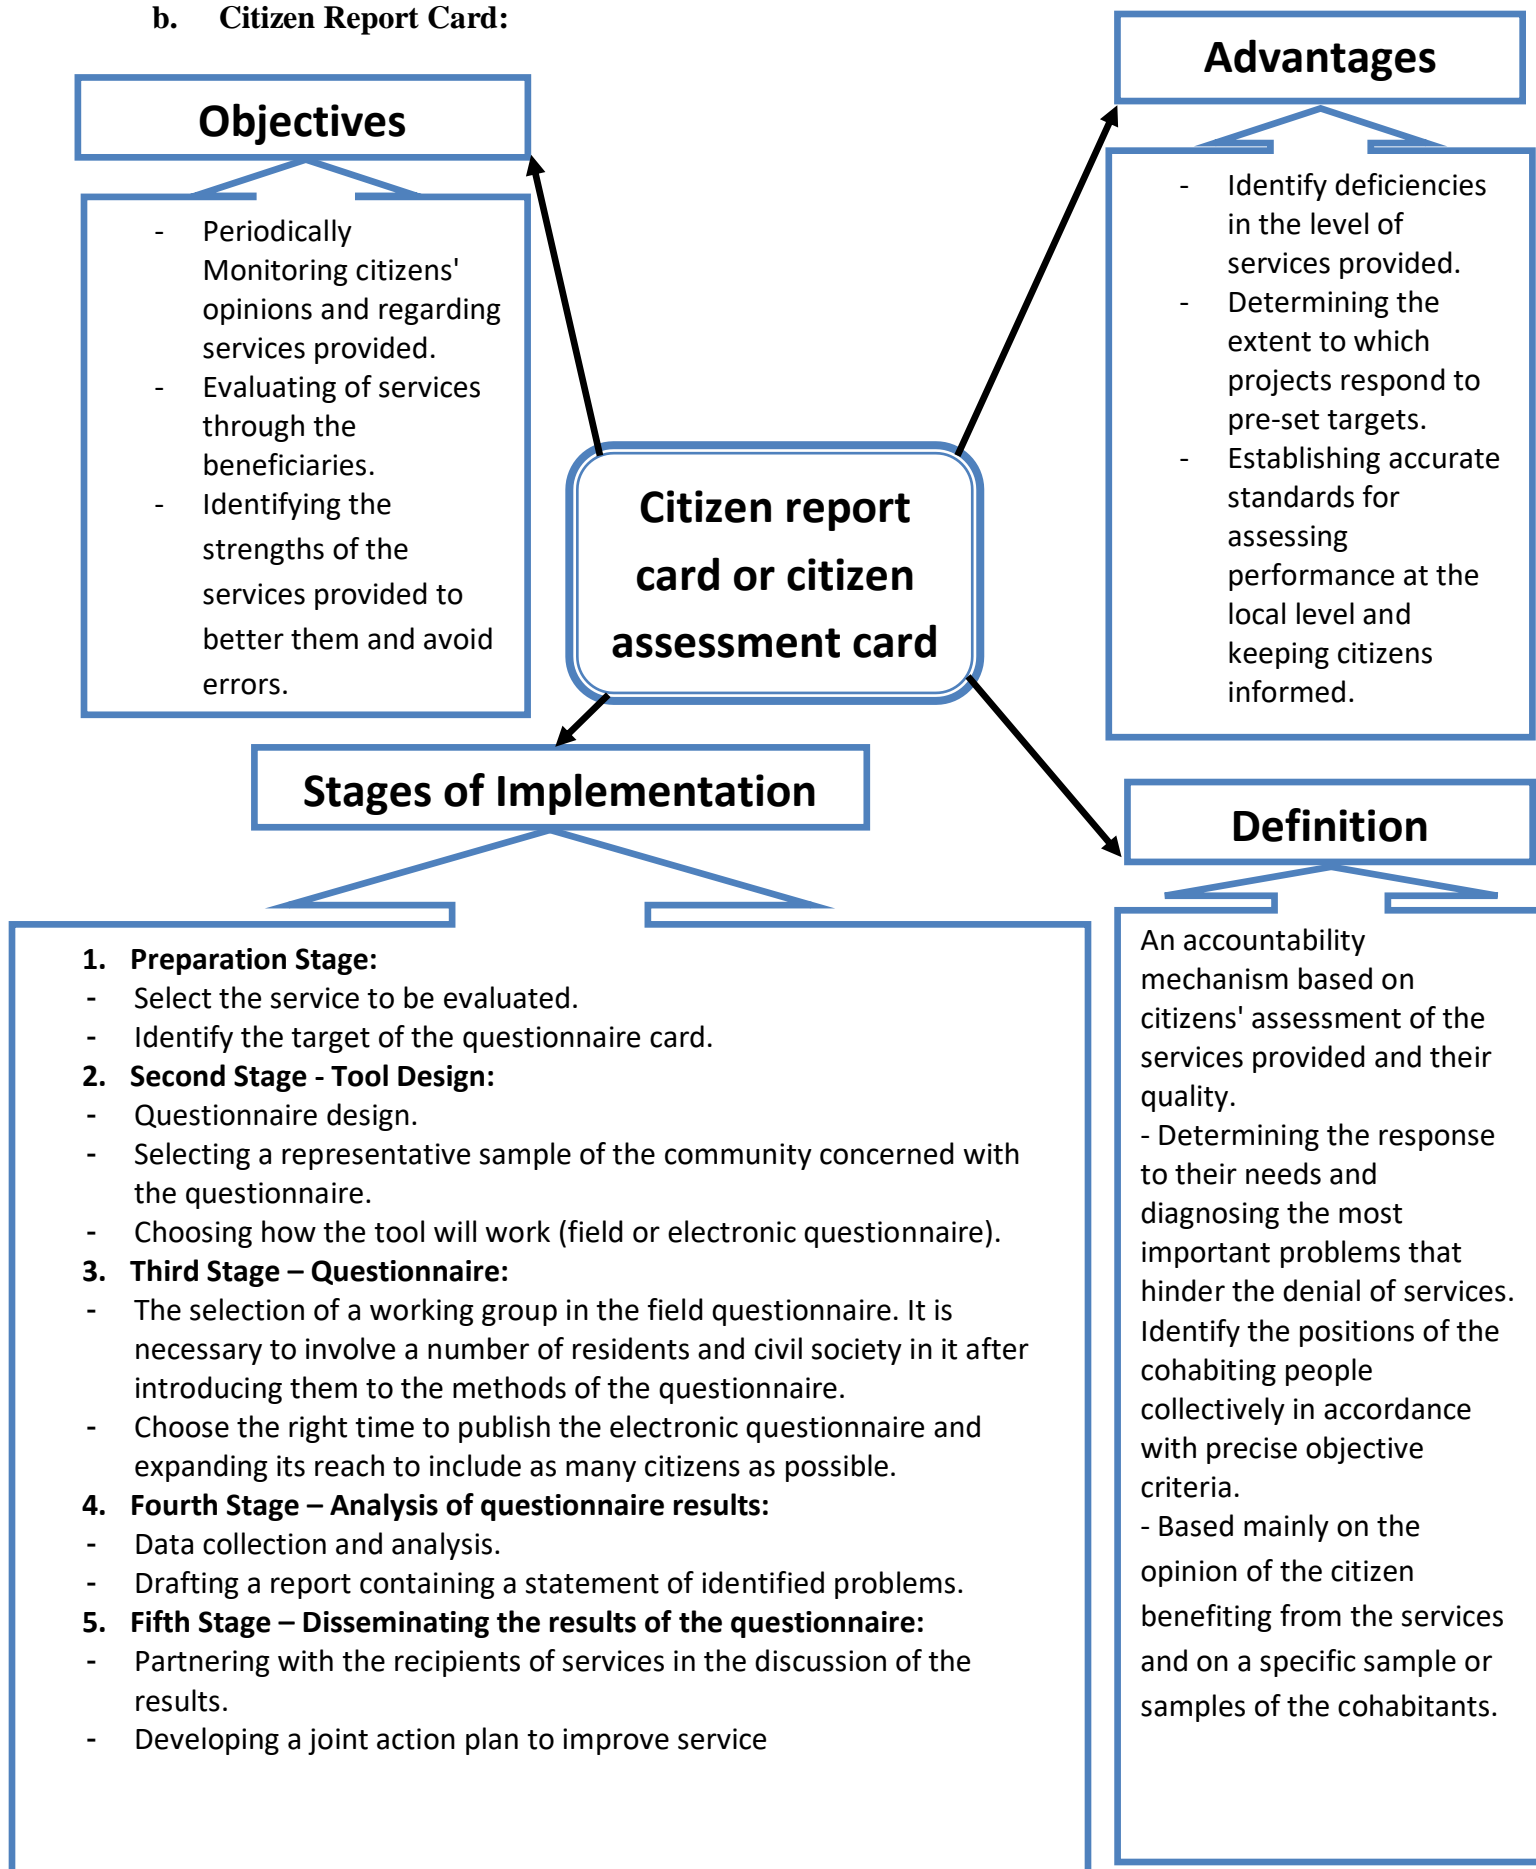 b. Citizen Report Card:
Objectives
- Periodically
Monitoring citizens'
opinions and regarding
services provided.
- Evaluating of services
through the
beneficiaries.
- Identifying the
strengths of the
services provided to
better them and avoid
errors.
Advantages
- Identify deficiencies
in the level of
services provided.
- Determining the
extent to which
projects respond to
pre-set targets.
- Establishing accurate
standards for
assessing
performance at the
local level and
keeping citizens
informed.
Citizen report
card or citizen
assessment card
Stages of Implementation
1. Preparation Stage:
- Select the service to be evaluated.
- Identify the target of the questionnaire card.
2. Second Stage - Tool Design:
- Questionnaire design.
- Selecting a representative sample of the community concerned with
the questionnaire.
- Choosing how the tool will work (field or electronic questionnaire).
3. Third Stage – Questionnaire:
- The selection of a working group in the field questionnaire. It is
necessary to involve a number of residents and civil society in it after
introducing them to the methods of the questionnaire.
- Choose the right time to publish the electronic questionnaire and
expanding its reach to include as many citizens as possible.
4. Fourth Stage – Analysis of questionnaire results:
- Data collection and analysis.
- Drafting a report containing a statement of identified problems.
5. Fifth Stage – Disseminating the results of the questionnaire:
- Partnering with the recipients of services in the discussion of the
results.
- Developing a joint action plan to improve service
Definition
An accountability
mechanism based on
citizens' assessment of the
services provided and their
quality.
- Determining the response
to their needs and
diagnosing the most
important problems that
hinder the denial of services.
Identify the positions of the
cohabiting people
collectively in accordance
with precise objective
criteria.
- Based mainly on the
opinion of the citizen
benefiting from the services
and on a specific sample or
samples of the cohabitants.